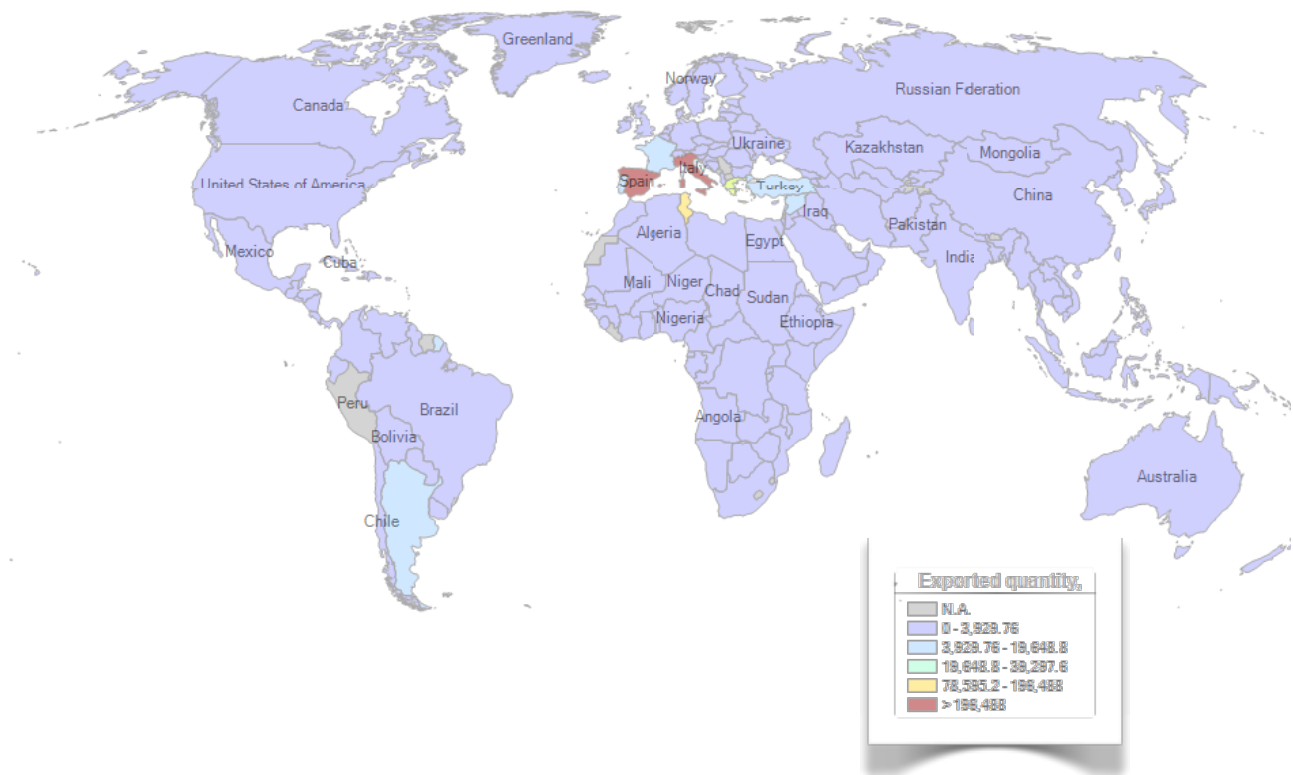 Greenland
Norway
Canada
Russian Fderation
Ukraine
Kazakhstan
Mongolia
Italy
Spain
United States of America
Turkey
China
Iraq
Pakistan
Mexico
Algeria
Egypt
India
Cuba
Mali
Niger
Chad
Sudan
Nigeria
Ethiopia
Peru
Brazil
Angola
Bolivia
Australia
Chile
Exported quantity,
N.A.
0 - 3,929.76
3,929.76 - 19,648.8
19,648.8 - 39,297.6
78,595.2 - 196,488
> 196,488